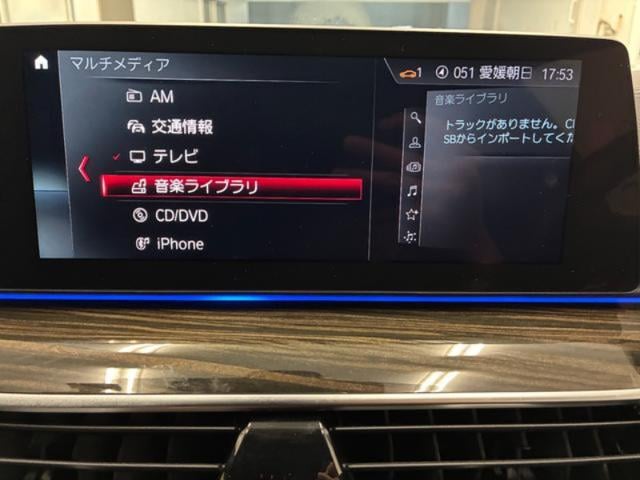 マルチメディア
1 051 愛媛朝日 17:53
AM
交通情報
テレビ
音楽ライブラリ
CD/DVD
iPhone
音楽ライブラリ
トラックがありません。C
SBからインポートしてくだ